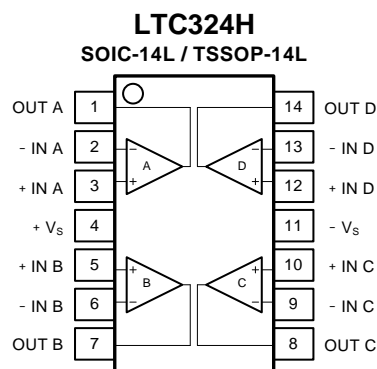 LTC324H
SOIC-14L / TSSOP-14L
OUT A 1 14 OUT D
- IN A 2 - - 13 - IN D
A D
+ IN A 3 + + 12 + IN D
+ VS 4 11 - VS
+ IN B 5 + + 10 + IN C
B C
- IN B 6 - - 9 - IN C
OUT B 7 8 OUT C